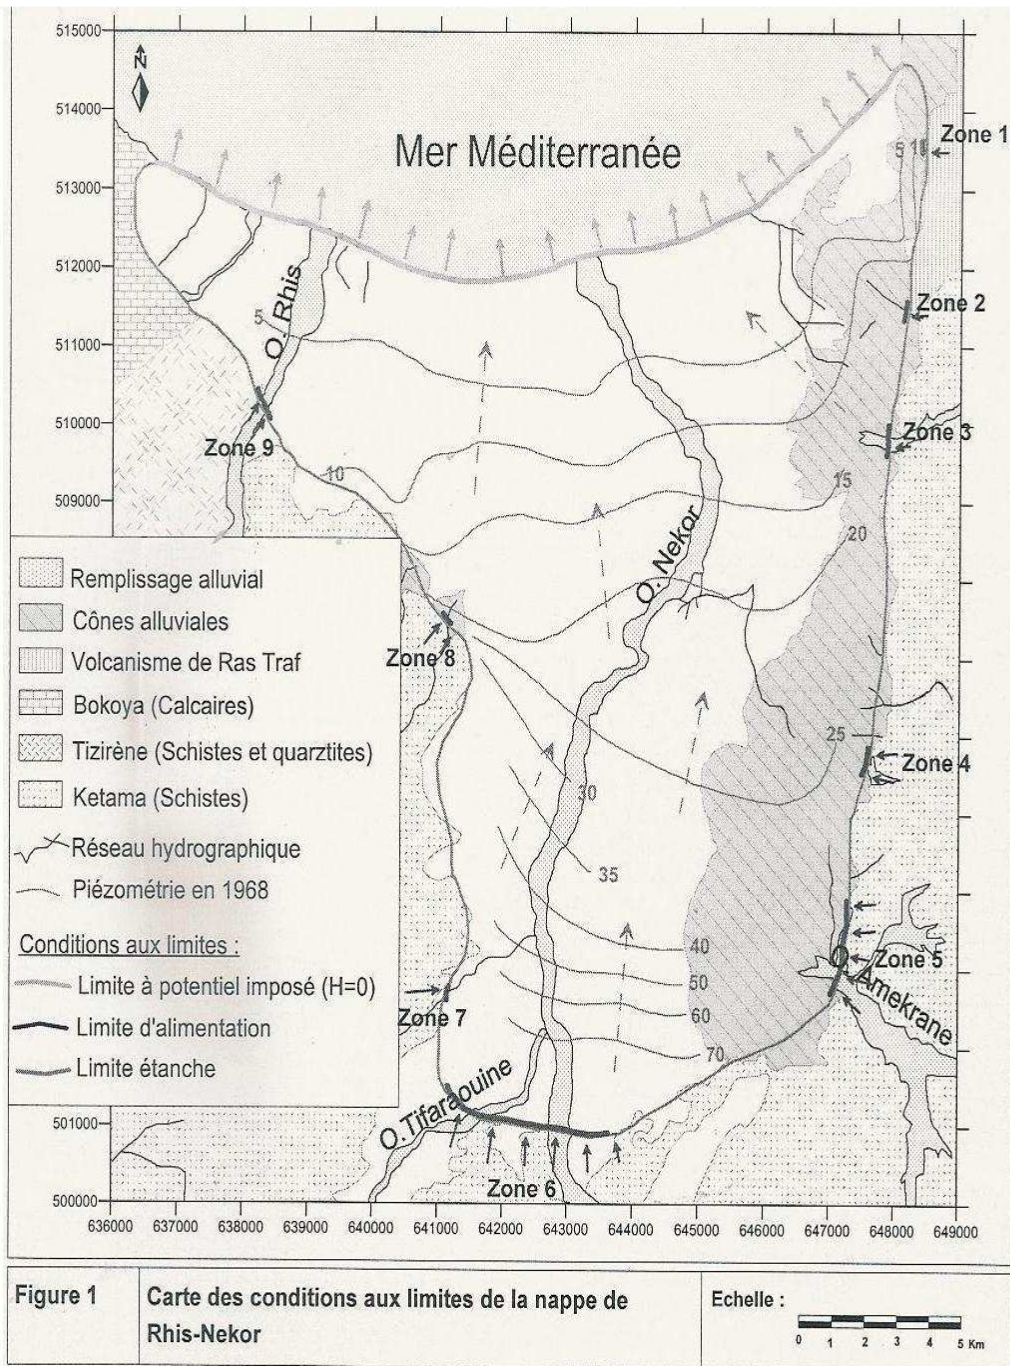 515000
514000
513000
512000
511000
510000
509000
501000
500000
N
Mer Méditerranée
Zone 1
5 10
Zone 2
O. Rhis
5
Zone 9
Zone 3
10
15
20
O. Nekor
Zone 8
25
Zone 4
30
35
40
50
60
70
Zone 5
O. Amekrane
Zone 7
O.Tifaraouine
Zone 6
Remplissage alluvial
Cônes alluviales
Volcanisme de Ras Traf
Bokoya (Calcaires)
Tizirène (Schistes et quarztites)
Ketama (Schistes)
Réseau hydrographique
Piézométrie en 1968
Conditions aux limites :
Limite à potentiel imposé (H=0)
Limite d'alimentation
Limite étanche
636000 637000 638000 639000 640000 641000 642000 643000 644000 645000 646000 647000 648000 649000
Figure 1
Carte des conditions aux limites de la nappe de
Rhis-Nekor
Echelle :
0 1 2 3 4 5 Km